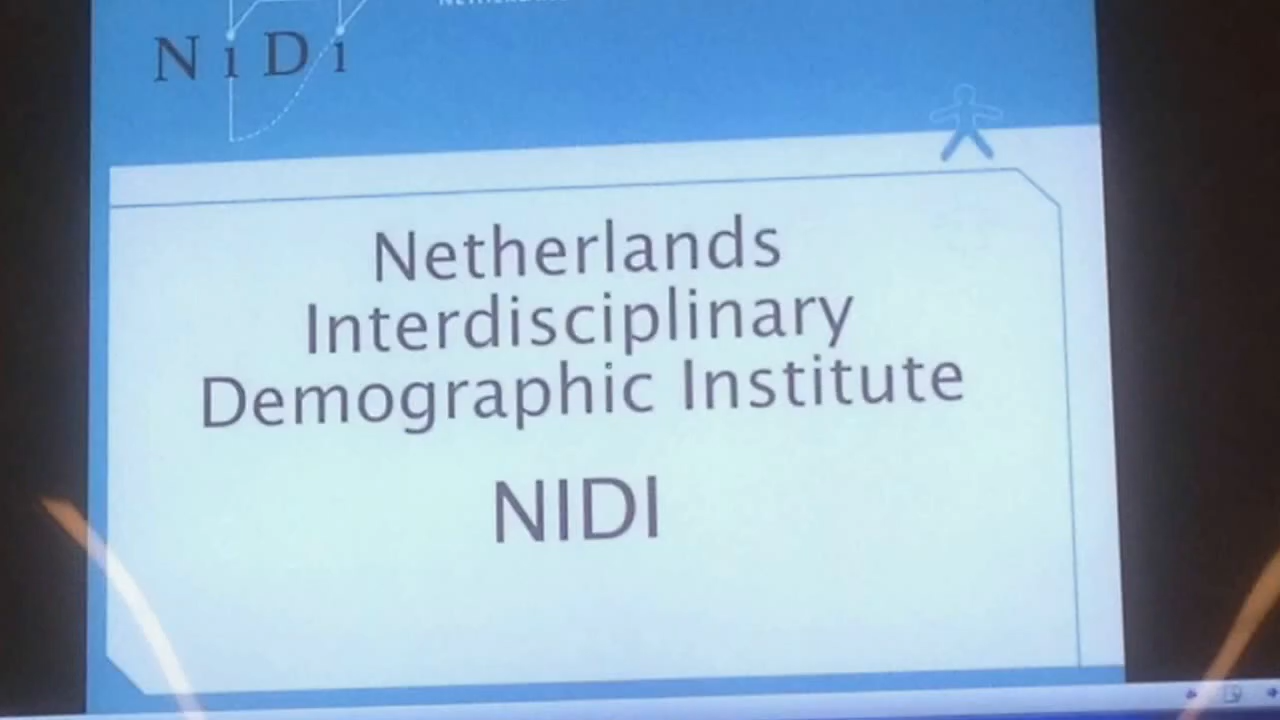 NiDi
Netherlands
Interdisciplinary
Demographic Institute
NIDI